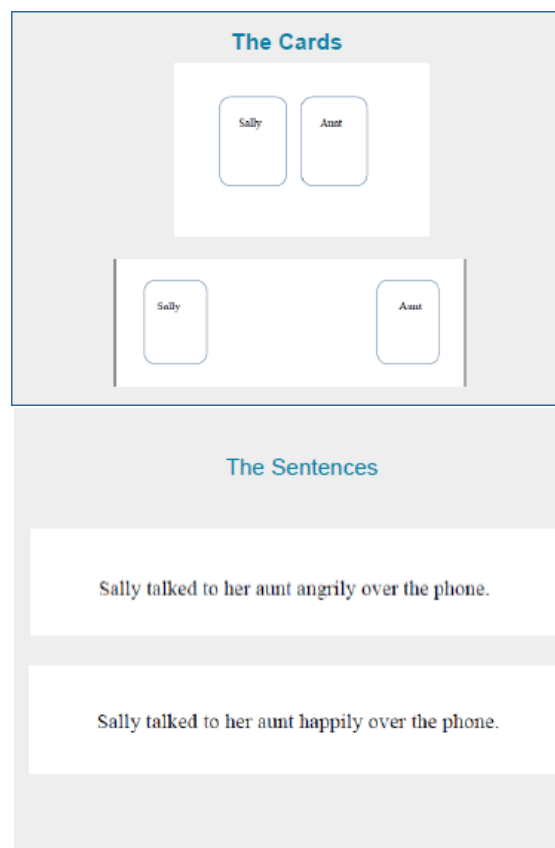 The Cards
Sally Aunt
Sally Aunt
The Sentences
Sally talked to her aunt angrily over the phone.
Sally talked to her aunt happily over the phone.